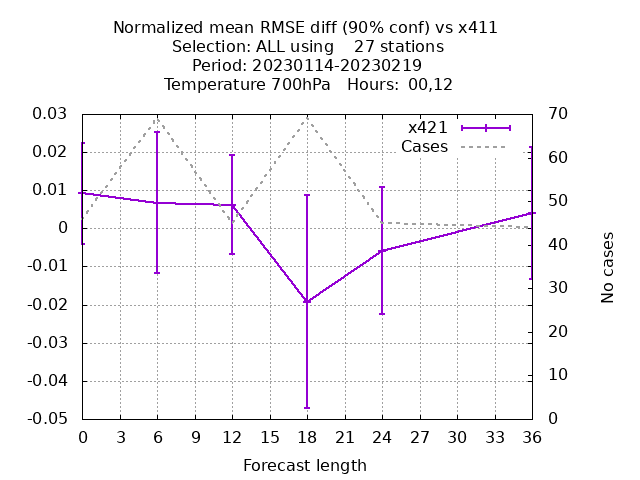 Normalized mean RMSE diff (90% conf) vs x411
Selection: ALL using    27 stations
Period: 20230114-20230219
Temperature 700hPa   Hours:  00,12
x421
Cases
0.03
0.02
0.01
0
-0.01
-0.02
-0.03
-0.04
-0.05
70
60
50
40
30
20
10
0
No cases
0 3 6 9 12 15 18 21 24 27 30 33 36
Forecast length